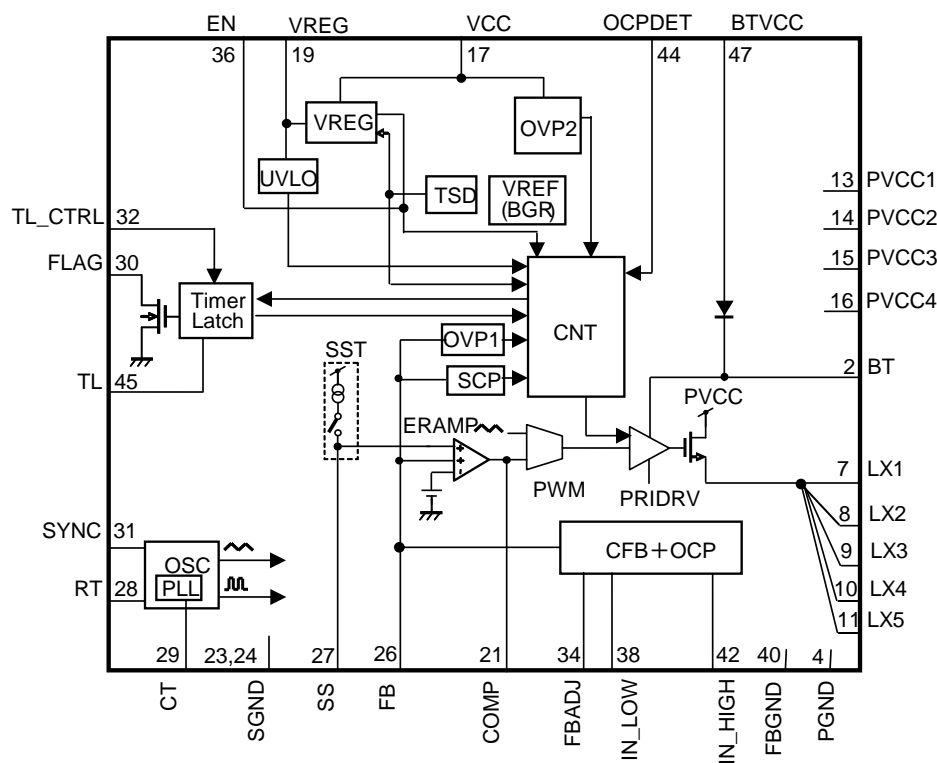 EN VREG VCC OCPDET BTVCC
36 19 17 44 47
VREG
OVP2
UVLO
TSD
VREF
(BGR)
13 PVCC1
TL_CTRL 32
14 PVCC2
FLAG 30
15 PVCC3
Timer
Latch
16 PVCC4
CNT
OVP1
SST
SCP
TL 45
2 BT
PVCC
ERAMP
PWM
PRIDRV
7 LX1
8 LX2
SYNC 31
OSC
CFB+OCP
9 LX3
RT 28
PLL
10 LX4
11 LX5
29 23,24 27 26 21 34 38 42 40 4
CT
SGND
SS
FB
COMP
FBADJ
IN_LOW
IN_HIGH
FBGND
PGND